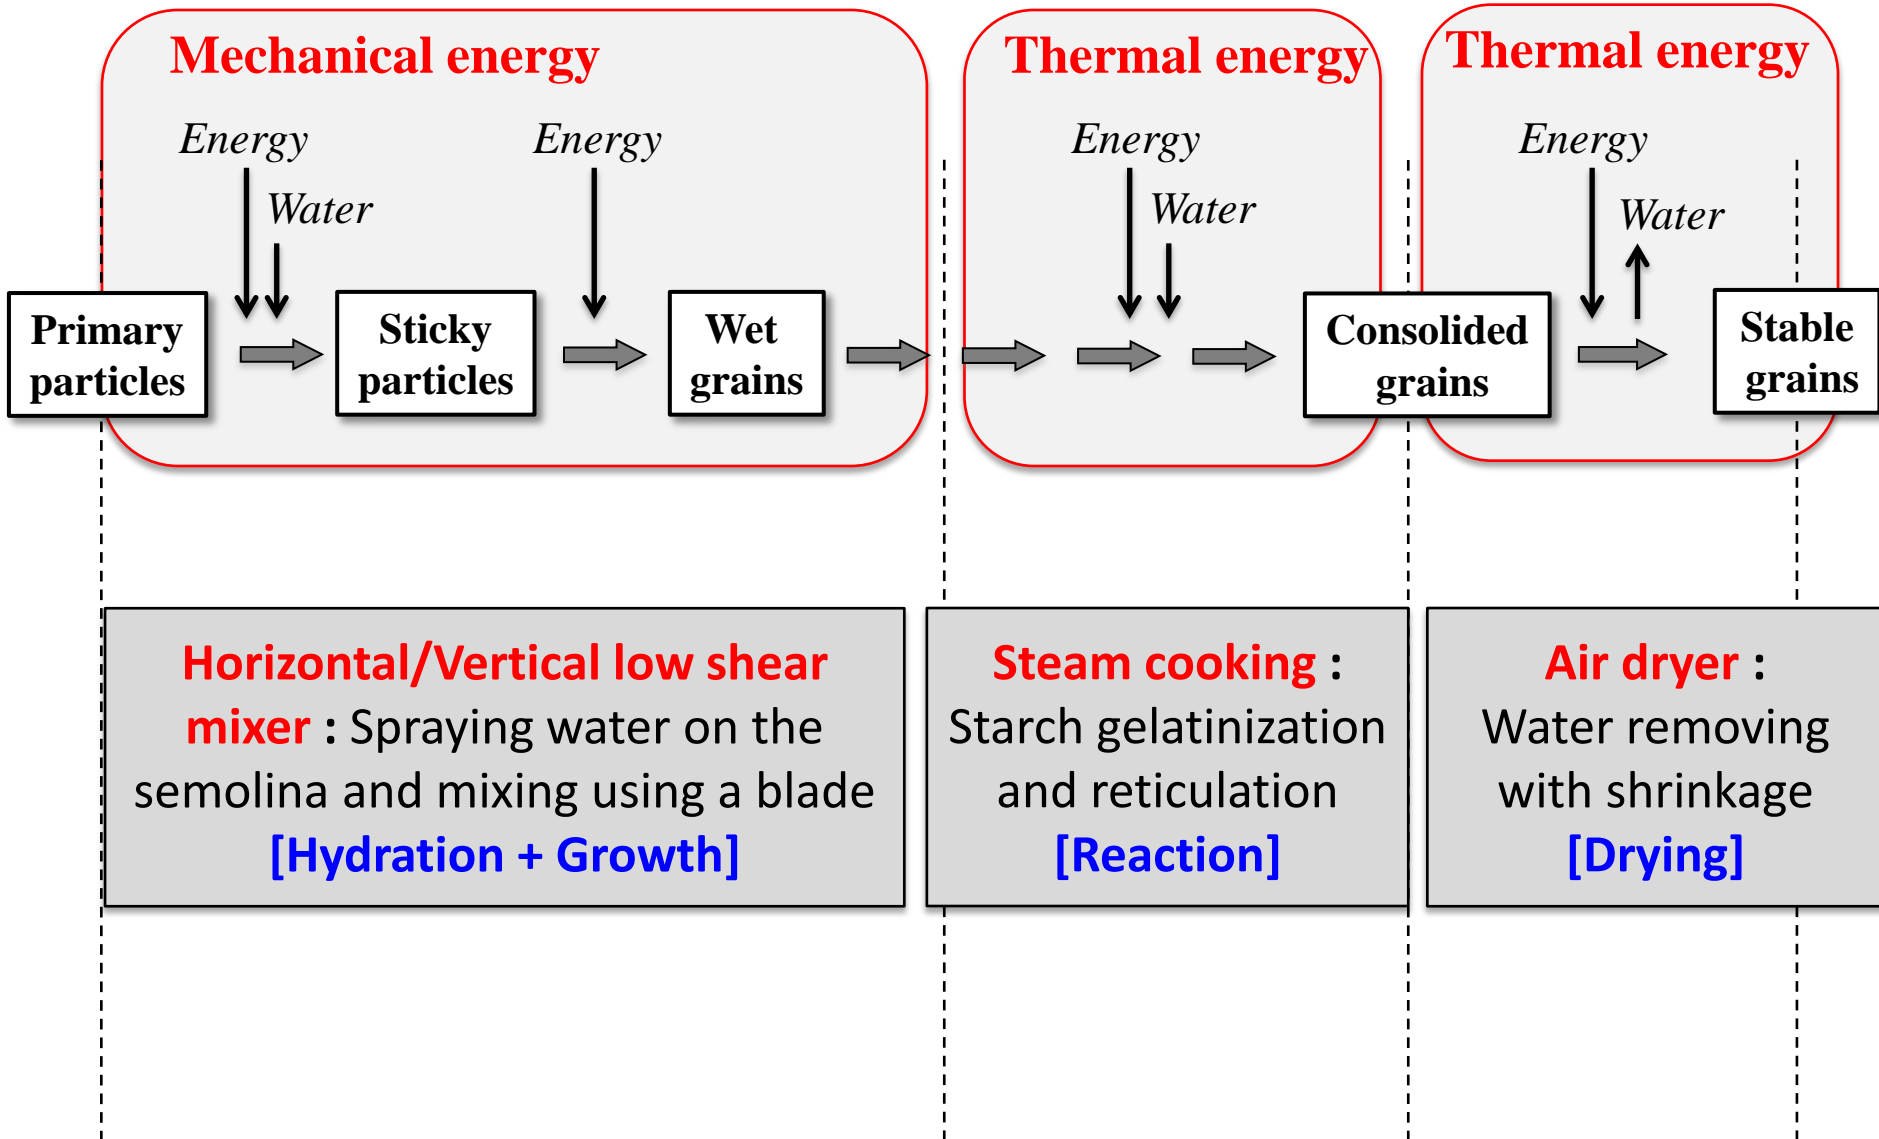 Mechanical energy
Thermal energy
Thermal energy
Energy
Energy
Energy
Energy
Water
Water
Water
Primary
particles
Sticky
particles
Wet
grains
Consolided
grains
Stable
grains
Horizontal/Vertical low shear
mixer : Spraying water on the
semolina and mixing using a blade
[Hydration + Growth]
Steam cooking :
Starch gelatinization
and reticulation
[Reaction]
Air dryer :
Water removing
with shrinkage
[Drying]